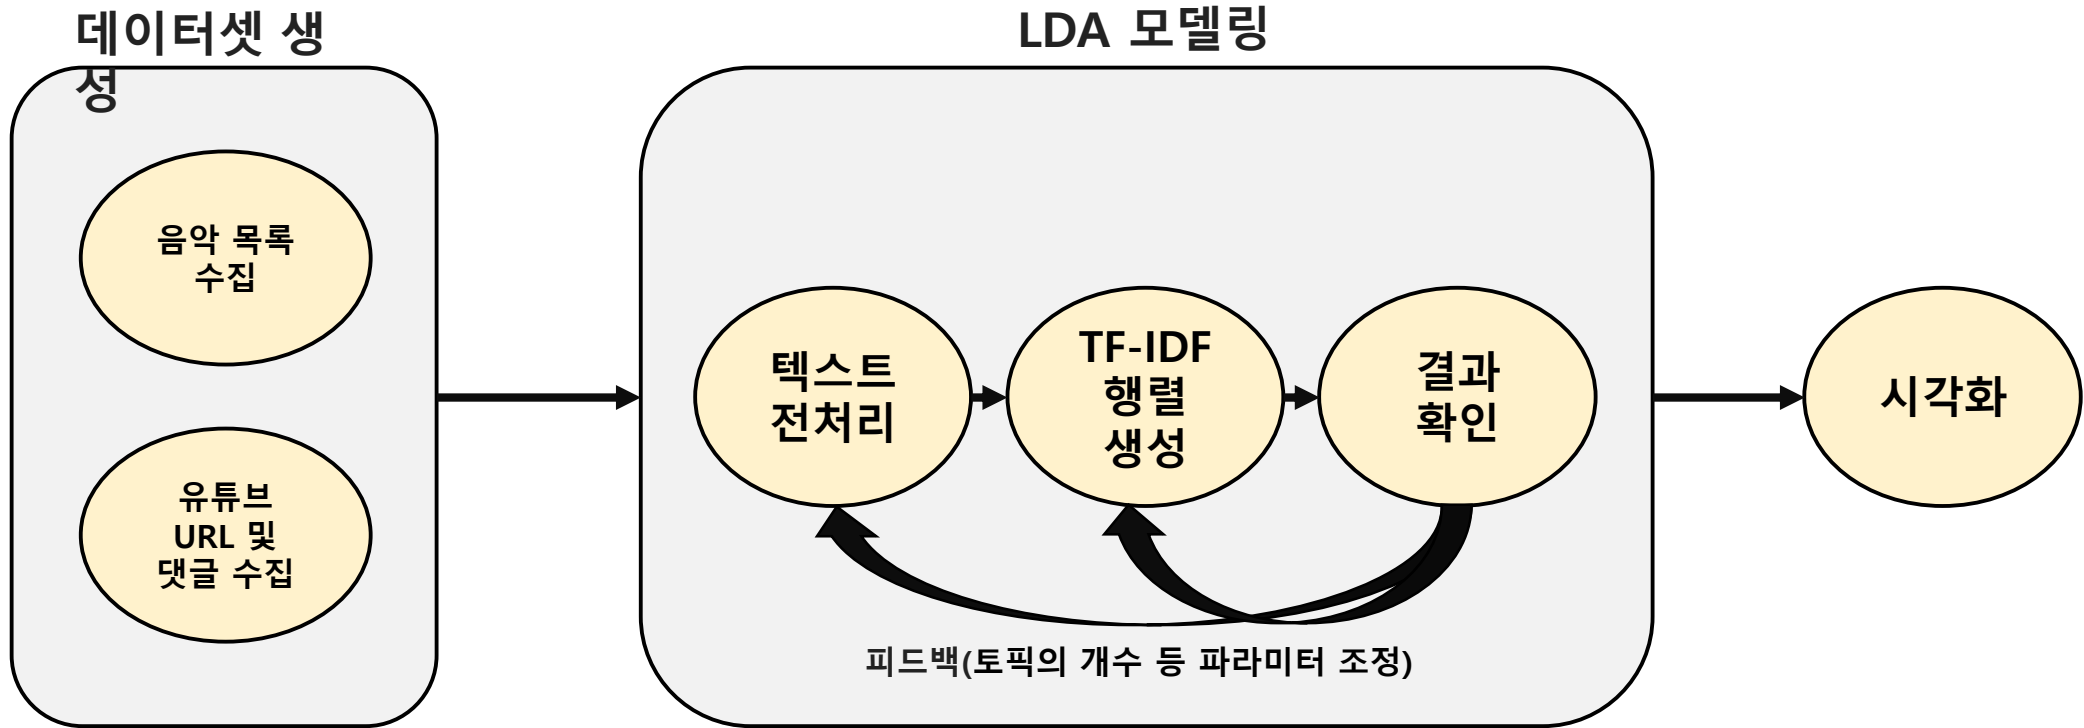 데이터셋 생
성
음악 목록
수집
유튜브
URL 및
댓글 수집
LDA 모델링
텍스트
전처리
TF-IDF
행렬
생성
결과
확인
피드백(토픽의 개수 등 파라미터 조정)
시각화